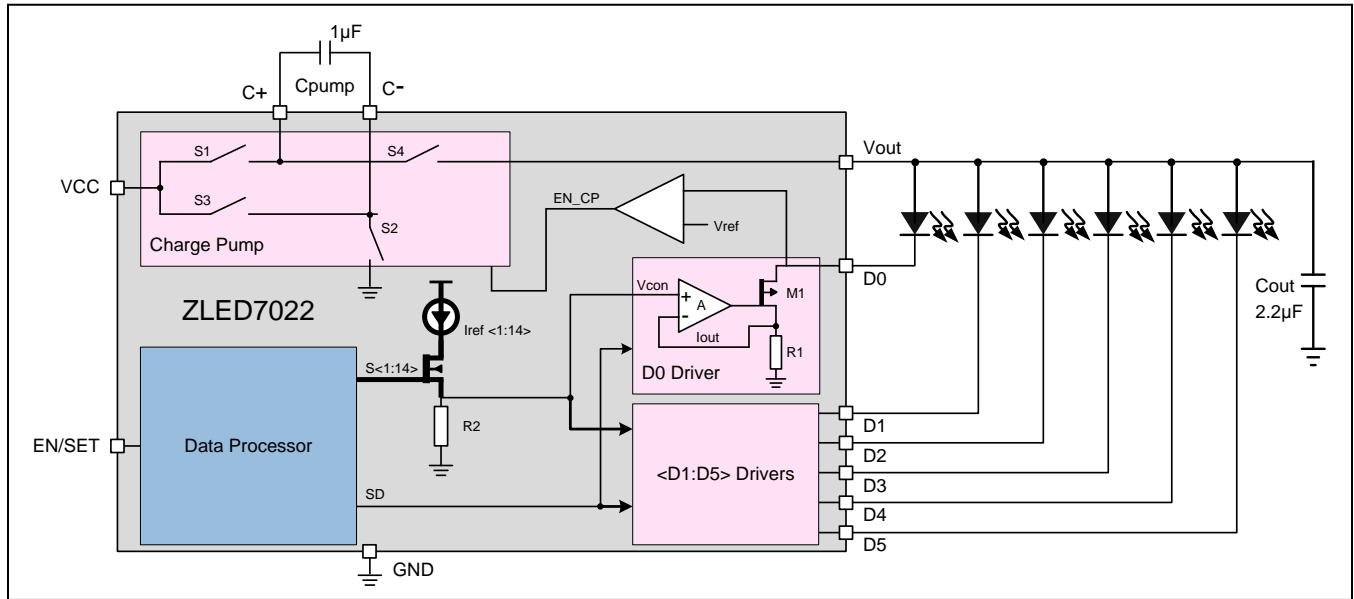 1µF
Cpump
C+
C-
S1
S4
Vout
VCC
S3
EN_CP
Vref
S2
Charge Pump
D0
ZLED7022
Vcon
+
A
-
M1
Cout
2.2µF
Iref <1:14>
Iout
R1
S<1:14>
D0 Driver
R2
D1
EN/SET
Data Processor
D2
<D1:D5> Drivers
D3
SD
D4
D5
GND